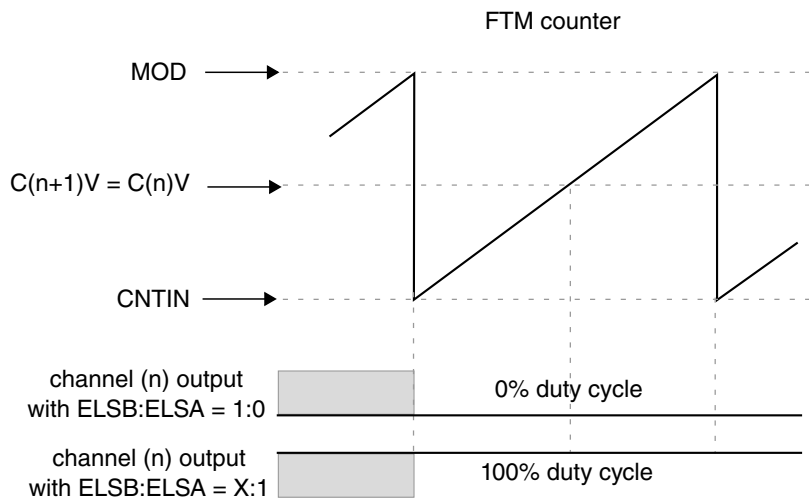 FTM counter
MOD
C(n+1)V = C(n)V
CNTIN
channel (n) output
with ELSB:ELSA = 1:0
0% duty cycle
channel (n) output
with ELSB:ELSA = X:1
100% duty cycle